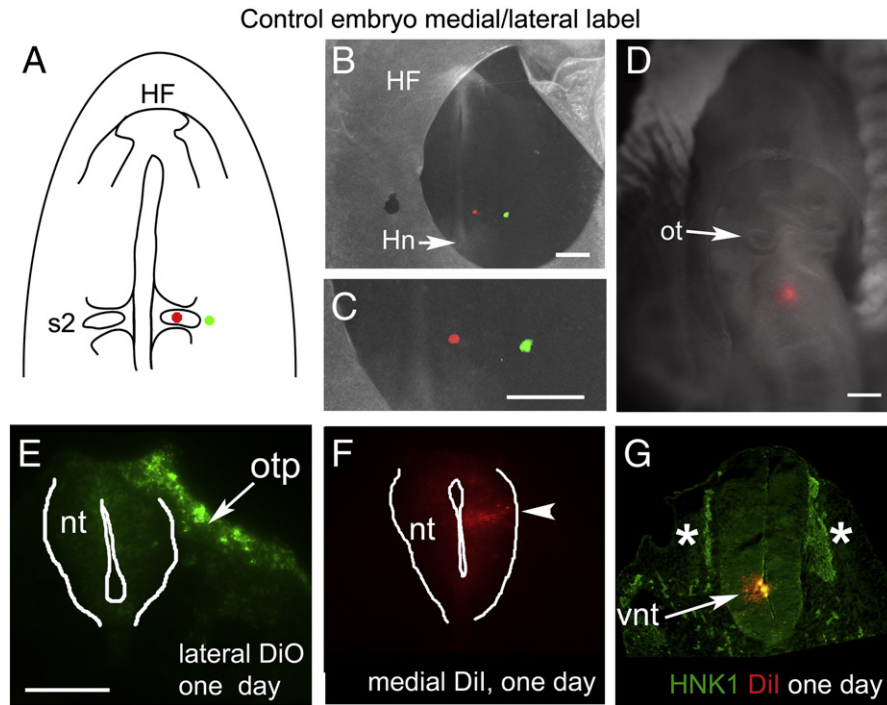 Control embryo medial/lateral label
A
HF
s2
B
HF
Hn
C
D
ot
E
otp
nt
lateral DiO
one day
F
nt
medial DiI, one day
G
*
*
vnt
HNK1 DiI one day